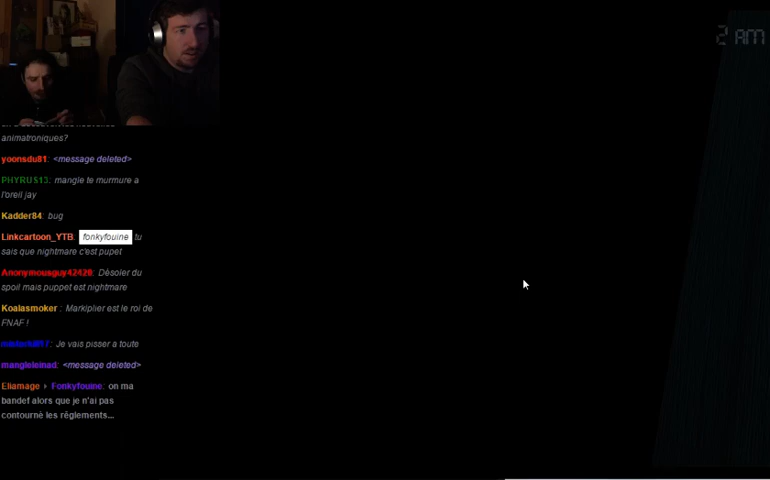 2 AM
animatroniques?
yoonsdu81: <message deleted>
PHYRUS13: mangle te murmure a
l'oreil jay
Kadder84: bug
Linkcartoon_YTB: fonkyfouine tu
sais que nightmare c'est pupet
Anonymousguy42420: Désoler du
spoil mais puppet est nightmare
Koalasmoker : Markiplier est le roi de
FNAF !
Je vais pisser a toute
mangleleinad: <message deleted>
Eliamage › Fonkyfouine: on ma
bandef alors que je n'ai pas
contourné les règlements...